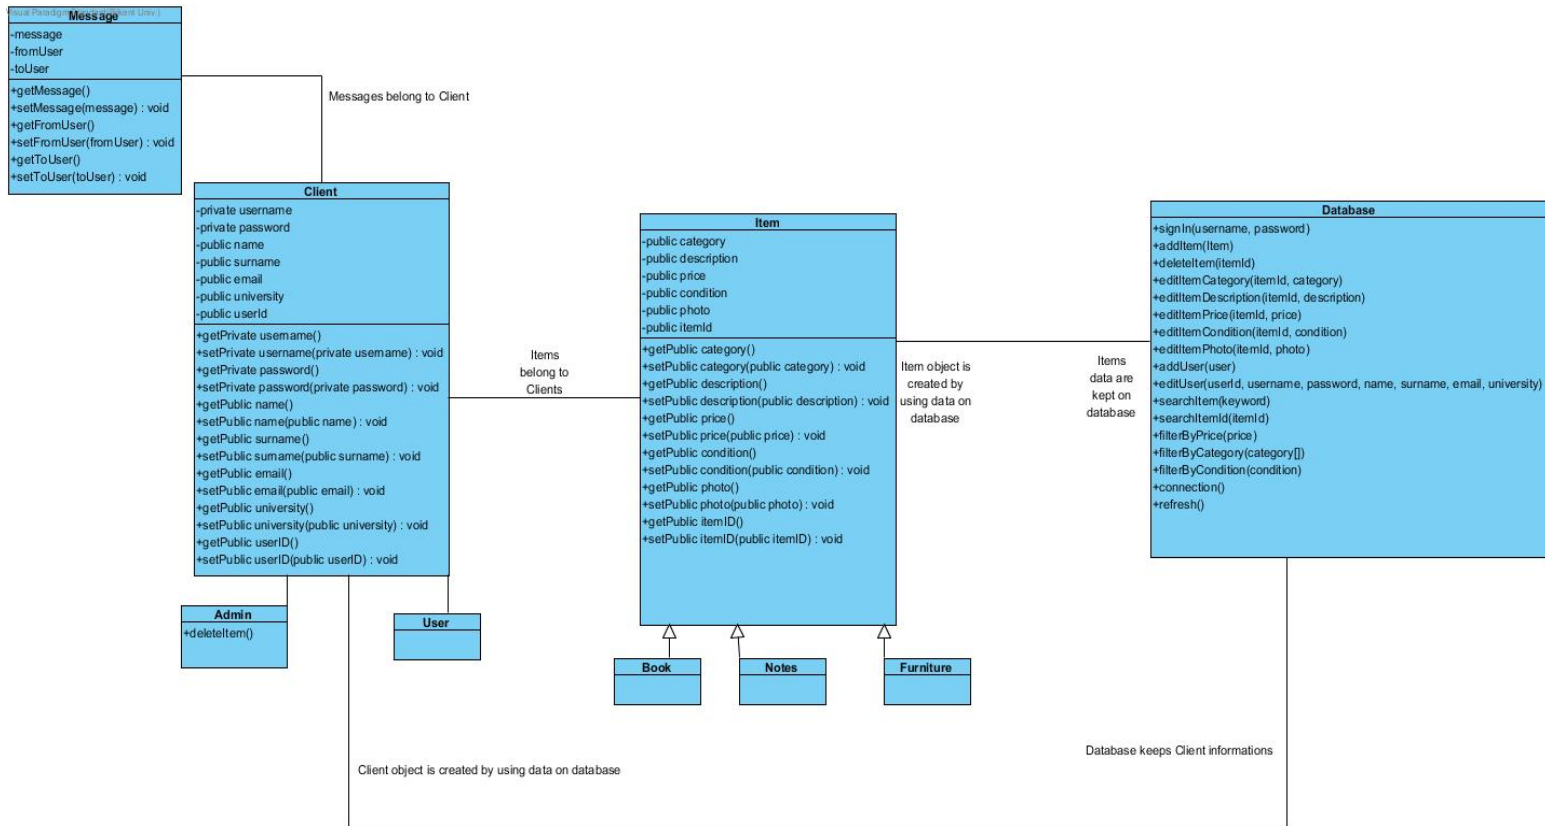 Message
-message
-fromUser
-toUser
+getMessage()
+setMessage(message) : void
+getFromUser()
+setFromUser(fromUser) : void
+getToUser()
+setToUser(toUser) : void
Messages belong to Client
Client
-private username
-private password
-public name
-public surname
-public email
-public university
-public userId
+getPrivate username()
+setPrivate username(private username) : void
+getPrivate password()
+setPrivate password(private password) : void
+getPublic name()
+setPublic name(public name) : void
+getPublic surname()
+setPublic surname(public surname) : void
+getPublic email()
+setPublic email(public email) : void
+getPublic university()
+setPublic university(public university) : void
+getPublic userID()
+setPublic userID(public userID) : void
Items
belong to
Clients
Item
-public category
-public description
-public price
-public condition
-public photo
-public itemId
+getPublic category()
+setPublic category(public category) : void
+getPublic description()
+setPublic description(public description) : void
+getPublic price()
+setPublic price(public price) : void
+getPublic condition()
+setPublic condition(public condition) : void
+getPublic photo()
+setPublic photo(public photo) : void
+getPublic itemID()
+setPublic itemID(public itemID) : void
Item object is
created by
using data on
database
Items
data are
kept on
database
Database
+signIn(username, password)
+addItem(Item)
+deleteItem(itemId)
+editItemCategory(itemId, category)
+editItemDescription(itemId, description)
+editItemPrice(itemId, price)
+editItemCondition(itemId, condition)
+editItemPhoto(itemId, photo)
+addUser(user)
+editUser(userId, username, password, name, surname, email, university)
+searchItem(keyword)
+searchItemId(itemId)
+filterByPrice(price)
+filterByCategory(category[])
+filterByCondition(condition)
+connection()
+refresh()
Admin
+deleteItem()
User
Book
Notes
Furniture
Client object is created by using data on database
Database keeps Client informations